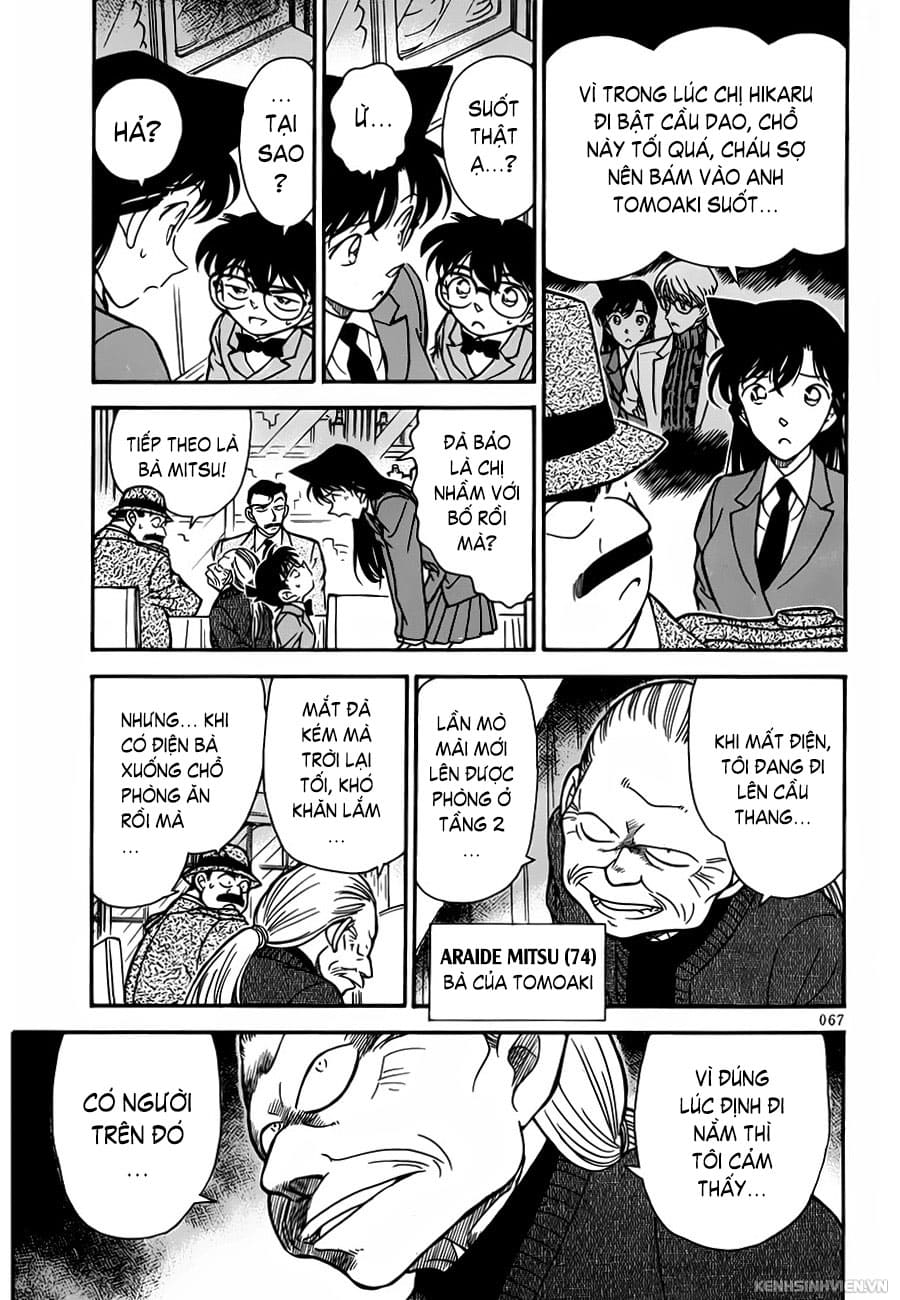 VÌ TRONG LÚC CHỊ HIKARU
ĐI BẬT CẦU DAO, CHỖ
NÀY TỐI QUÁ, CHÁU SỢ
NÊN BÁM VÀO ANH
TOMOAKI SUỐT...
SUỐT
THẬT
Ạ...?
Ừ...
...
TẠI
SAO
?
HẢ?
ĐÃ BẢO
LÀ CHỊ
NHẦM VỚI
BỐ RỒI
MÀ?
TIẾP THEO LÀ
BÀ MITSU!
KHI MẤT ĐIỆN,
TÔI ĐANG ĐI
LÊN CẦU
THANG...
LẦN MÒ
MÃI MỚI
LÊN ĐƯỢC
PHÒNG Ở
TẦNG 2
ARAIDE MITSU (74)
BÀ CỦA TOMOAKI
MẮT ĐÃ
KÉM MÀ
TRỜI LẠI
TỐI, KHÓ
KHĂN LẮM
...
NHƯNG... KHI
CÓ ĐIỆN BÀ
XUỐNG CHỖ
PHÒNG ĂN
RỒI MÀ
...
067
VÌ ĐÚNG
LÚC ĐỊNH ĐI
NẰM THÌ
TÔI CẢM
THẤY...
CÓ NGƯỜI
TRÊN ĐÓ
...
KENHSINHVIEN.VN